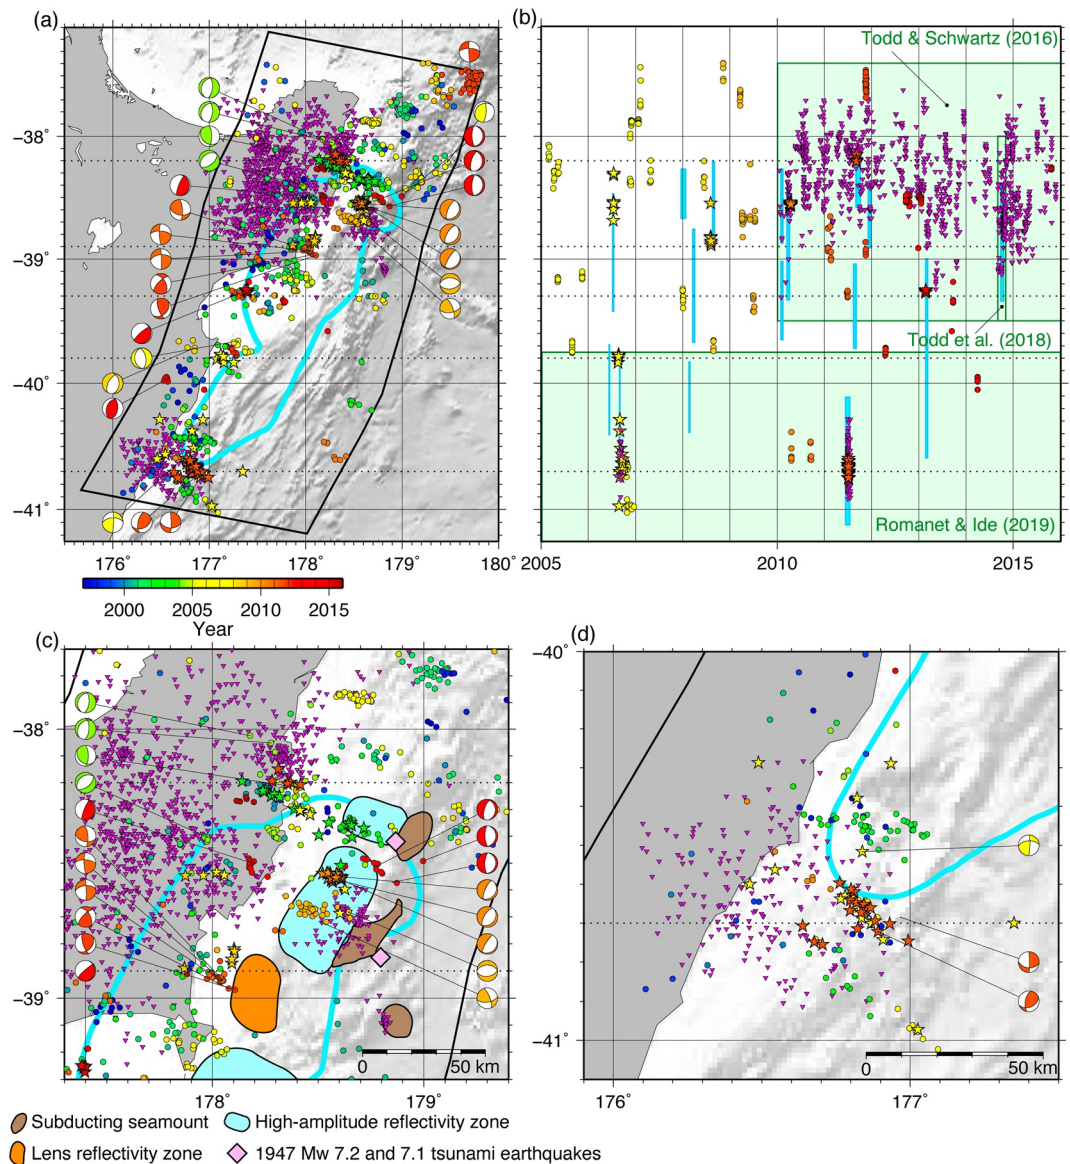 (a)
(b)
Todd & Schwartz (2016)
−38°
−39°
−40°
−41°
Todd et al. (2018)
Romanet & Ide (2019)
176°
177°
178°
179°
180°
2005
2010
2015
2000
2005
2010
2015
Year
(c)
(d)
−40°
−38°
−39°
−41°
0
50 km
0
50 km
178°
179°
176°
177°
Subducting seamount
High-amplitude reflectivity zone
Lens reflectivity zone
1947 Mw 7.2 and 7.1 tsunami earthquakes